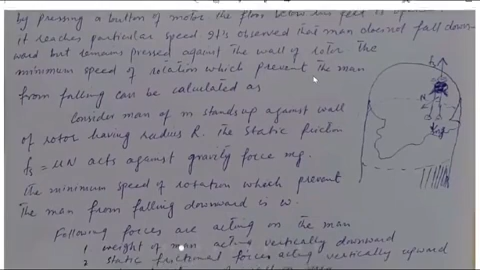 by pressing a button of motor the floor below his feet is
it reaches particular speed. It's observed that man doesnot fall down-
ward but remains pressed against the wall of rotor the
minimum speed of rotation which prevent the man
from falling can be calculated as
Consider man of m stands up against wall
of rotor having radius R. The static friction
fs = μN acts against gravity force mg.
The minimum speed of rotation which prevent
The man from falling downward is ω.
Following forces are acting on the man
1 weight of man acting vertically downward
2 static frictional forces acting vertically upward
N